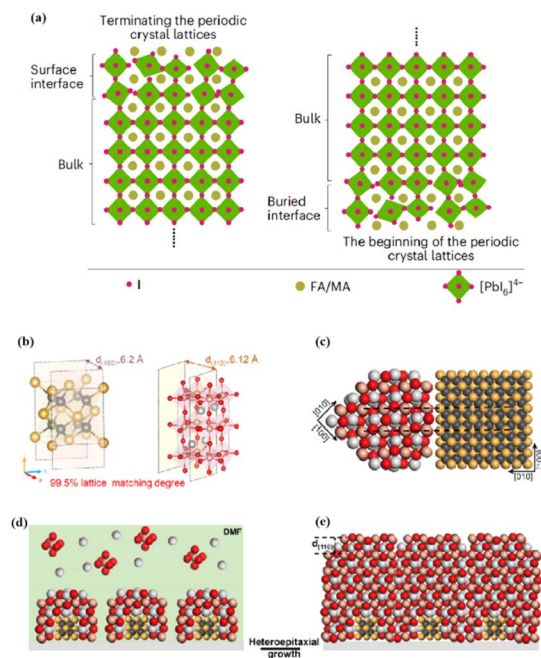 (a)
Terminating the periodic
crystal lattices
Surface
interface
Bulk
Bulk
Buried
interface
The beginning of the periodic
crystal lattices
I
FA/MA
[PbI₆]⁴⁻
(b)
d(100)-6.2 Å
d(110)-6.12 Å
99.5% lattice matching degree
(c)
[010]
[100]
[001]
[010]
(d)
DMF
(e)
d(110)
Heteroepitaxial
growth